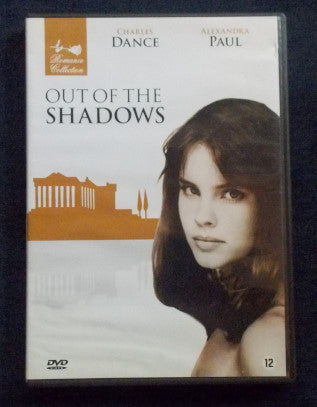 CHARLES
DANCE
ALEXANDRA
PAUL
Romance
Collection
OUT OF THE
SHADOWS
DVD
12